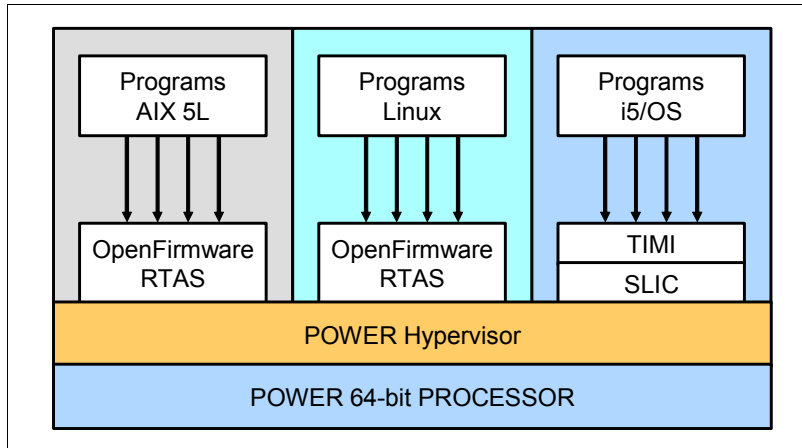 Programs
AIX 5L
Programs
Linux
Programs
i5/OS
OpenFirmware
RTAS
OpenFirmware
RTAS
TIMI
SLIC
POWER Hypervisor
POWER 64-bit PROCESSOR